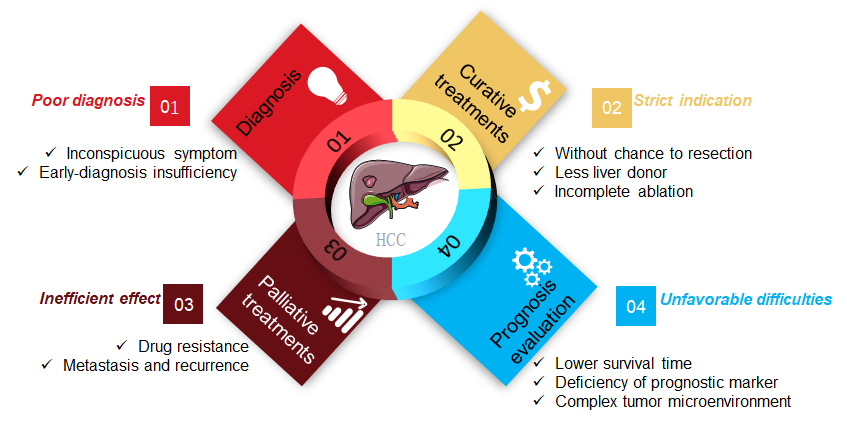 Poor diagnosis
01
Inconspicuous symptom
Early-diagnosis insufficiency
Diagnosis
01
Curative
treatments
02
02
Strict indication
Without chance to resection
Less liver donor
Incomplete ablation
HCC
Inefficient effect
03
Drug resistance
Metastasis and recurrence
Palliative
treatments
03
Prognosis
evaluation
04
04
Unfavorable difficulties
Lower survival time
Deficiency of prognostic marker
Complex tumor microenvironment